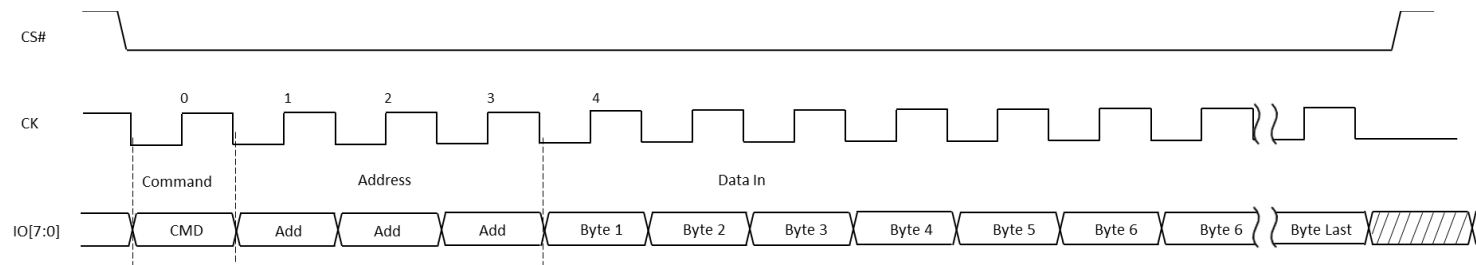 CS#
0 1 2 3 4
CK
Command Address Data In
IO[7:0] CMD Add Add Add Byte 1 Byte 2 Byte 3 Byte 4 Byte 5 Byte 6 Byte 6 Byte Last